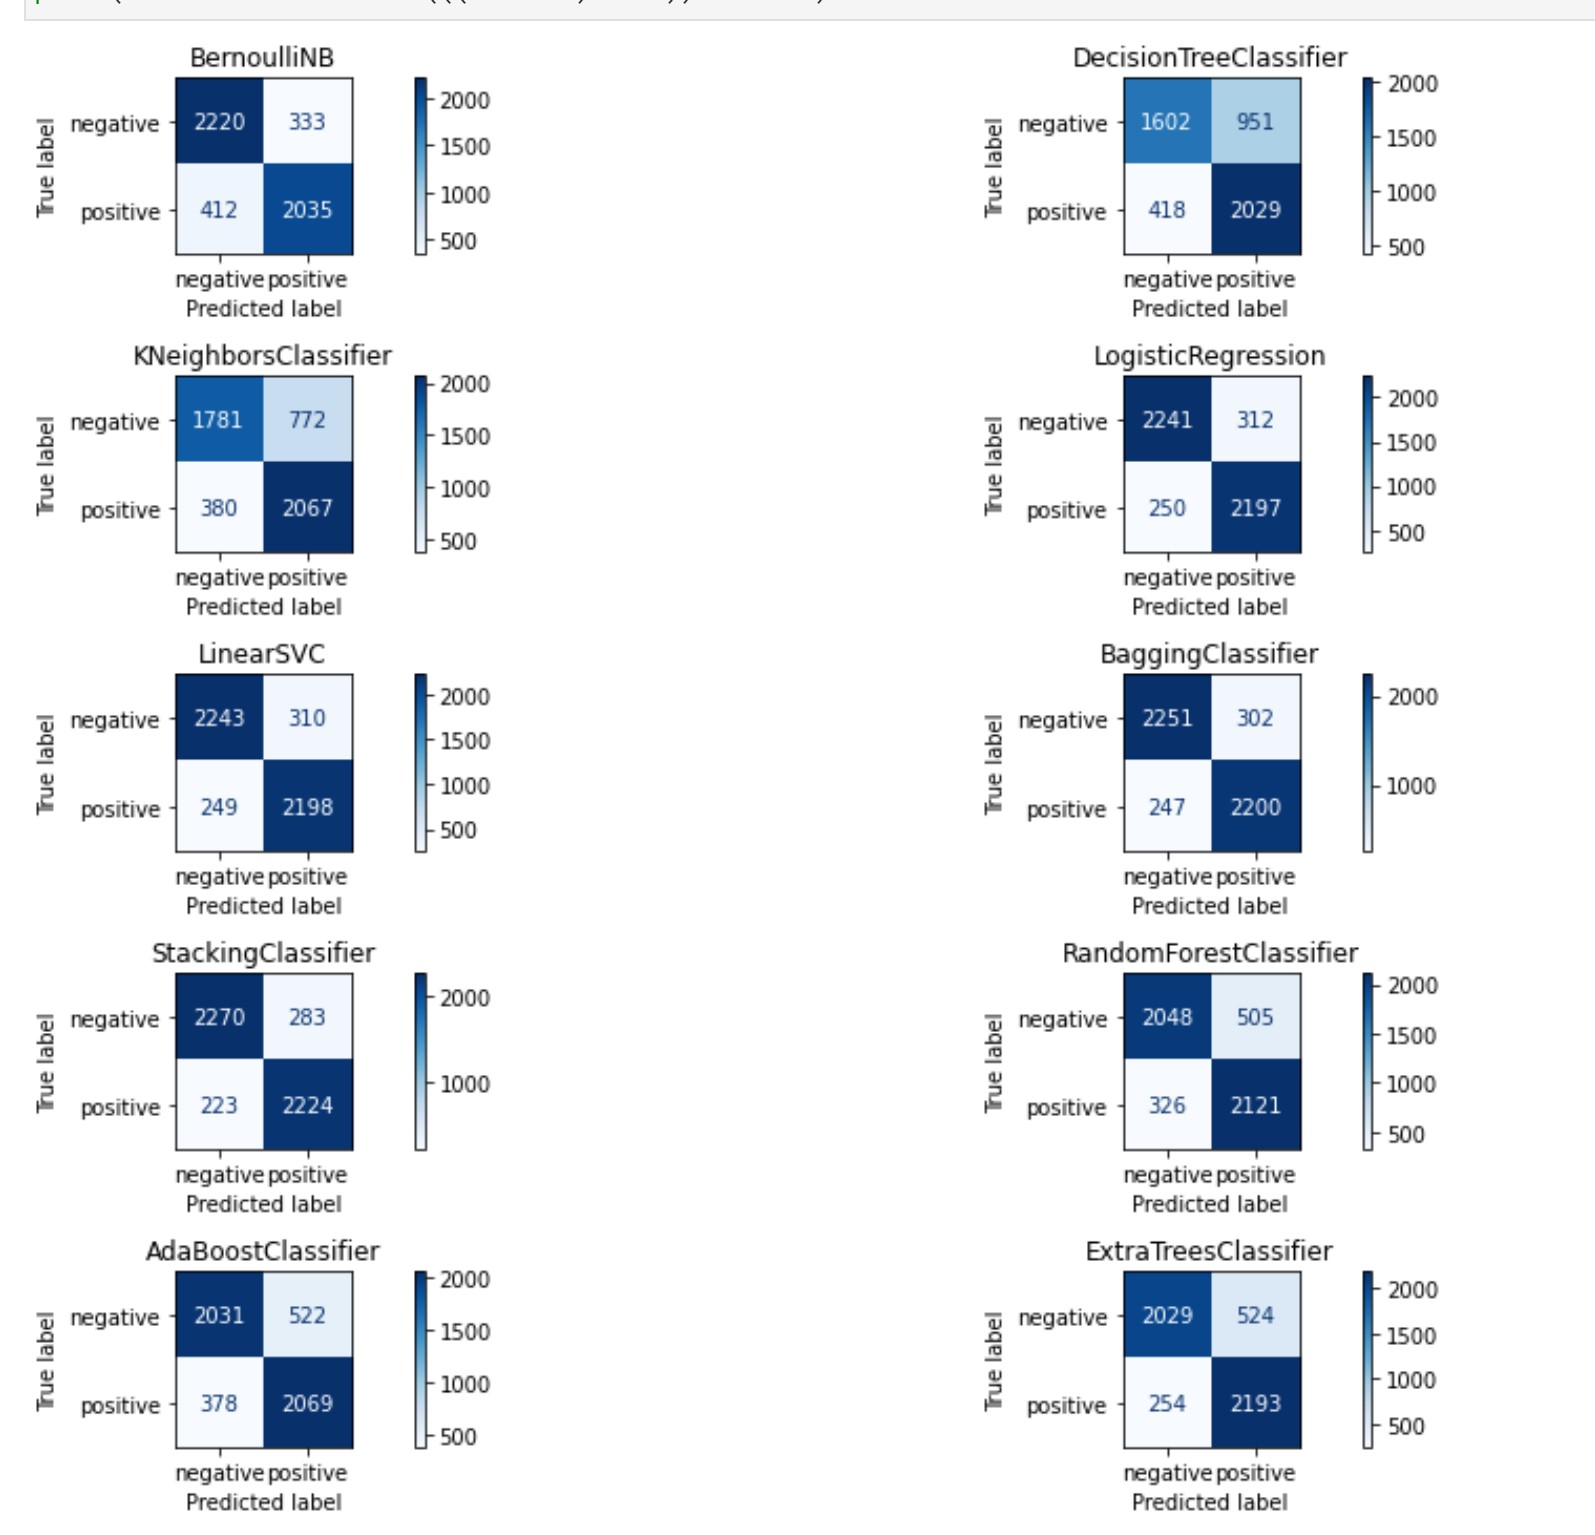 BernoulliNB
True label
negative 2220 333
positive 412 2035
negative positive
Predicted label
2000
1500
1000
500
DecisionTreeClassifier
True label
negative 1602 951
positive 418 2029
negative positive
Predicted label
2000
1500
1000
500
KNeighborsClassifier
True label
negative 1781 772
positive 380 2067
negative positive
Predicted label
2000
1500
1000
500
LogisticRegression
True label
negative 2241 312
positive 250 2197
negative positive
Predicted label
2000
1500
1000
500
LinearSVC
True label
negative 2243 310
positive 249 2198
negative positive
Predicted label
2000
1500
1000
500
BaggingClassifier
True label
negative 2251 302
positive 247 2200
negative positive
Predicted label
2000
1000
StackingClassifier
True label
negative 2270 283
positive 223 2224
negative positive
Predicted label
2000
1000
RandomForestClassifier
True label
negative 2048 505
positive 326 2121
negative positive
Predicted label
2000
1500
1000
500
AdaBoostClassifier
True label
negative 2031 522
positive 378 2069
negative positive
Predicted label
2000
1500
1000
500
ExtraTreesClassifier
True label
negative 2029 524
positive 254 2193
negative positive
Predicted label
2000
1500
1000
500